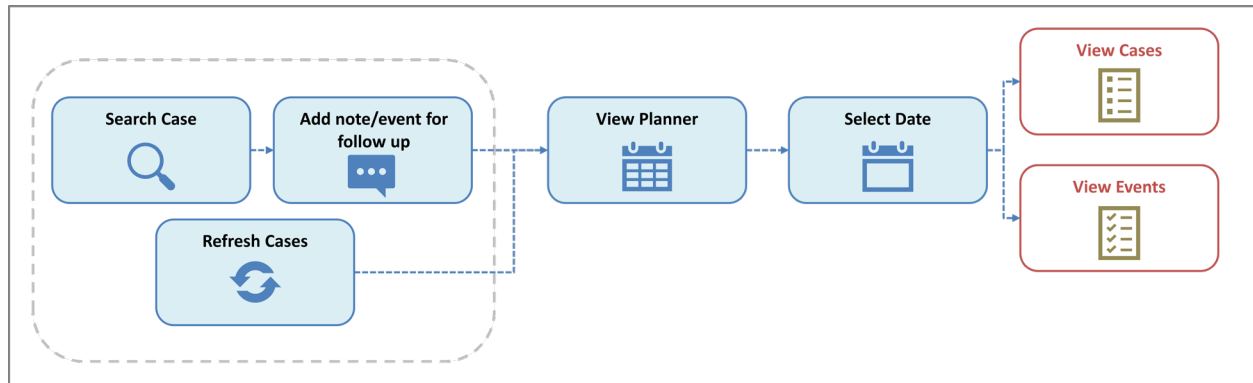 Search Case
Add note/event for
follow up
Refresh Cases
View Planner
Select Date
View Cases
View Events